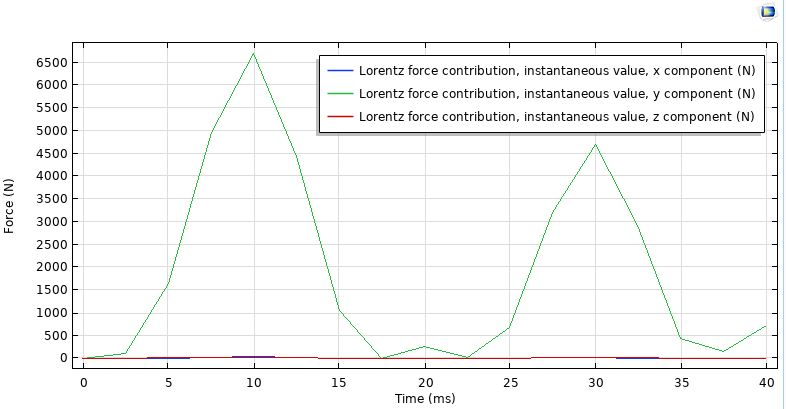 6500
6000
5500
5000
4500
4000
3500
3000
2500
2000
1500
1000
500
0
Force (N)
Lorentz force contribution, instantaneous value, x component (N)
Lorentz force contribution, instantaneous value, y component (N)
Lorentz force contribution, instantaneous value, z component (N)
0 5 10 15 20 25 30 35 40
Time (ms)